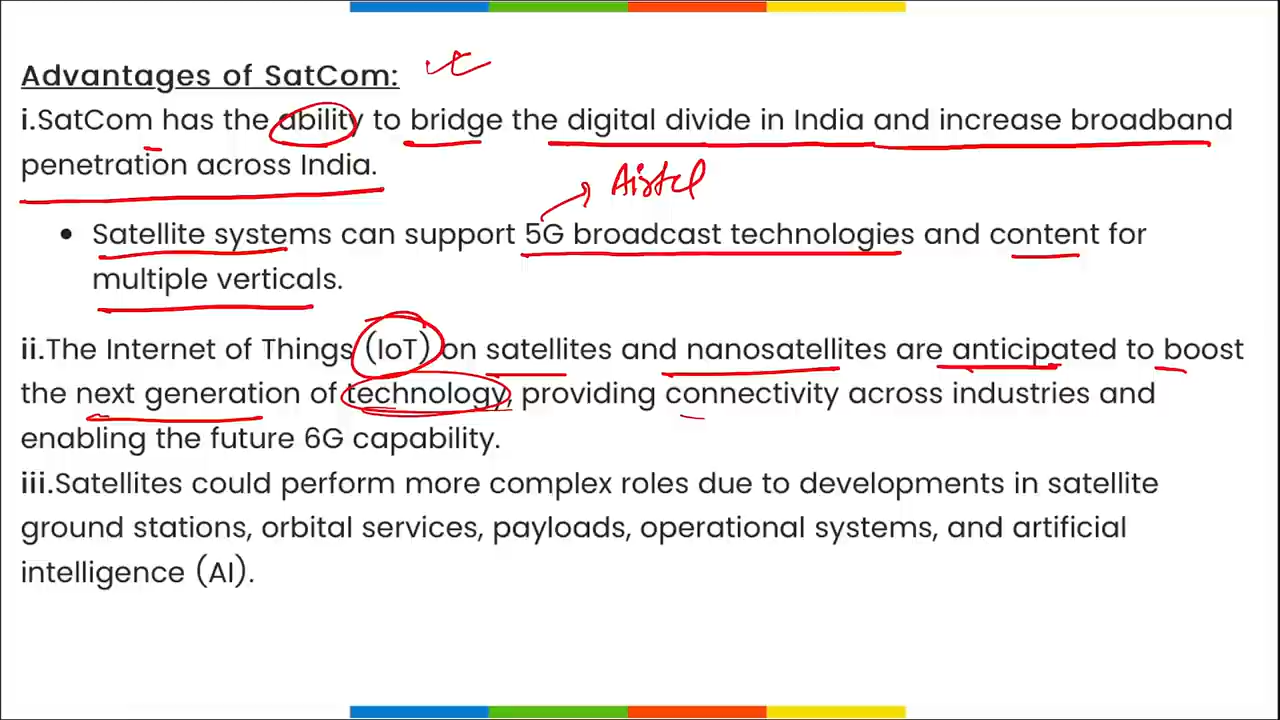 Advantages of SatCom:
i.SatCom has the ability to bridge the digital divide in India and increase broadband
penetration across India.
Airtel
• Satellite systems can support 5G broadcast technologies and content for
multiple verticals.
ii.The Internet of Things (IoT) on satellites and nanosatellites are anticipated to boost
the next generation of technology, providing connectivity across industries and
enabling the future 6G capability.
iii.Satellites could perform more complex roles due to developments in satellite
ground stations, orbital services, payloads, operational systems, and artificial
intelligence (AI).